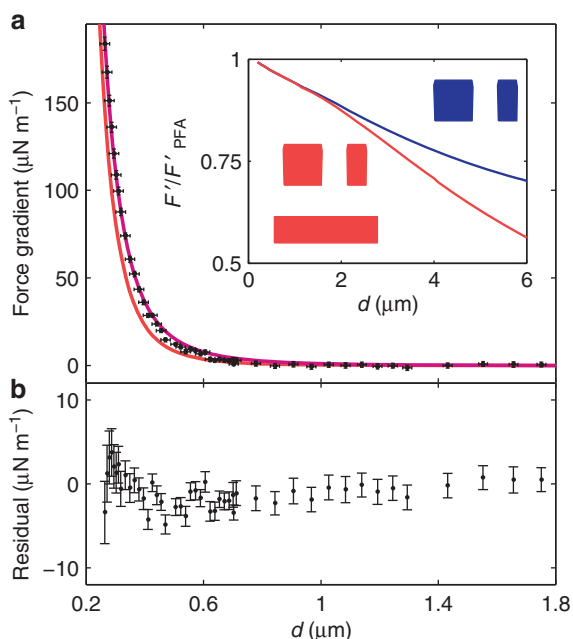 a
Force gradient (μN m⁻¹)
150
100
50
0
F′/F′ PFA
1
0.75
0.5
0
2
4
6
d (μm)
b
Residual (μN m⁻¹)
10
0
−10
0.2
0.6
1
1.4
1.8
d (μm)